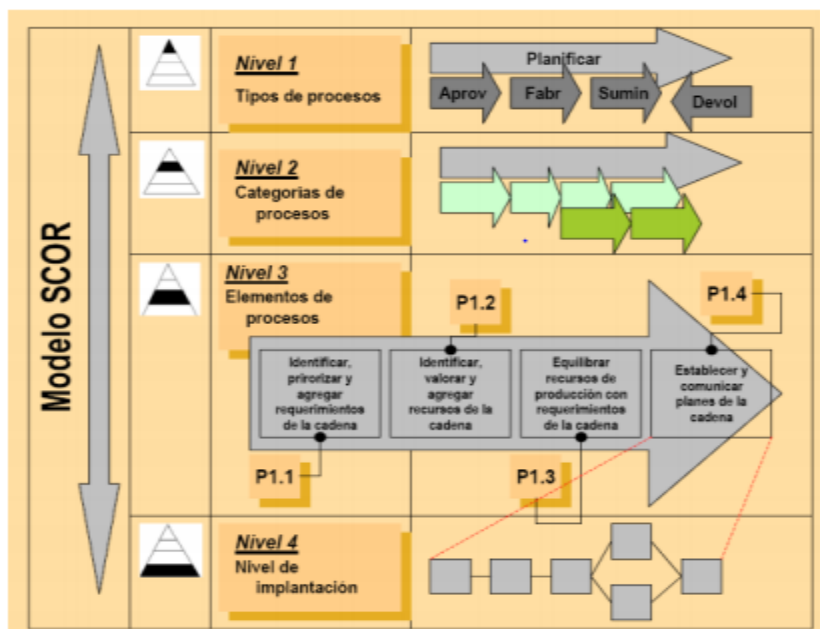 Modelo SCOR
Nivel 1
Tipos de procesos
Planificar
Aprov
Fabr
Sumin
Devol
Nivel 2
Categorías de
procesos
Nivel 3
Elementos de
procesos
P1.2
P1.4
Identificar,
prirorizar y
agregar
requerimientos
de la cadena
Identificar,
valorar y
agregar
recursos de la
cadena
Equilibrar
recursos de
producción con
requerimientos
de la cadena
Establecer y
comunicar
planes de la
cadena
P1.1
P1.3
Nivel 4
Nivel de
implantación